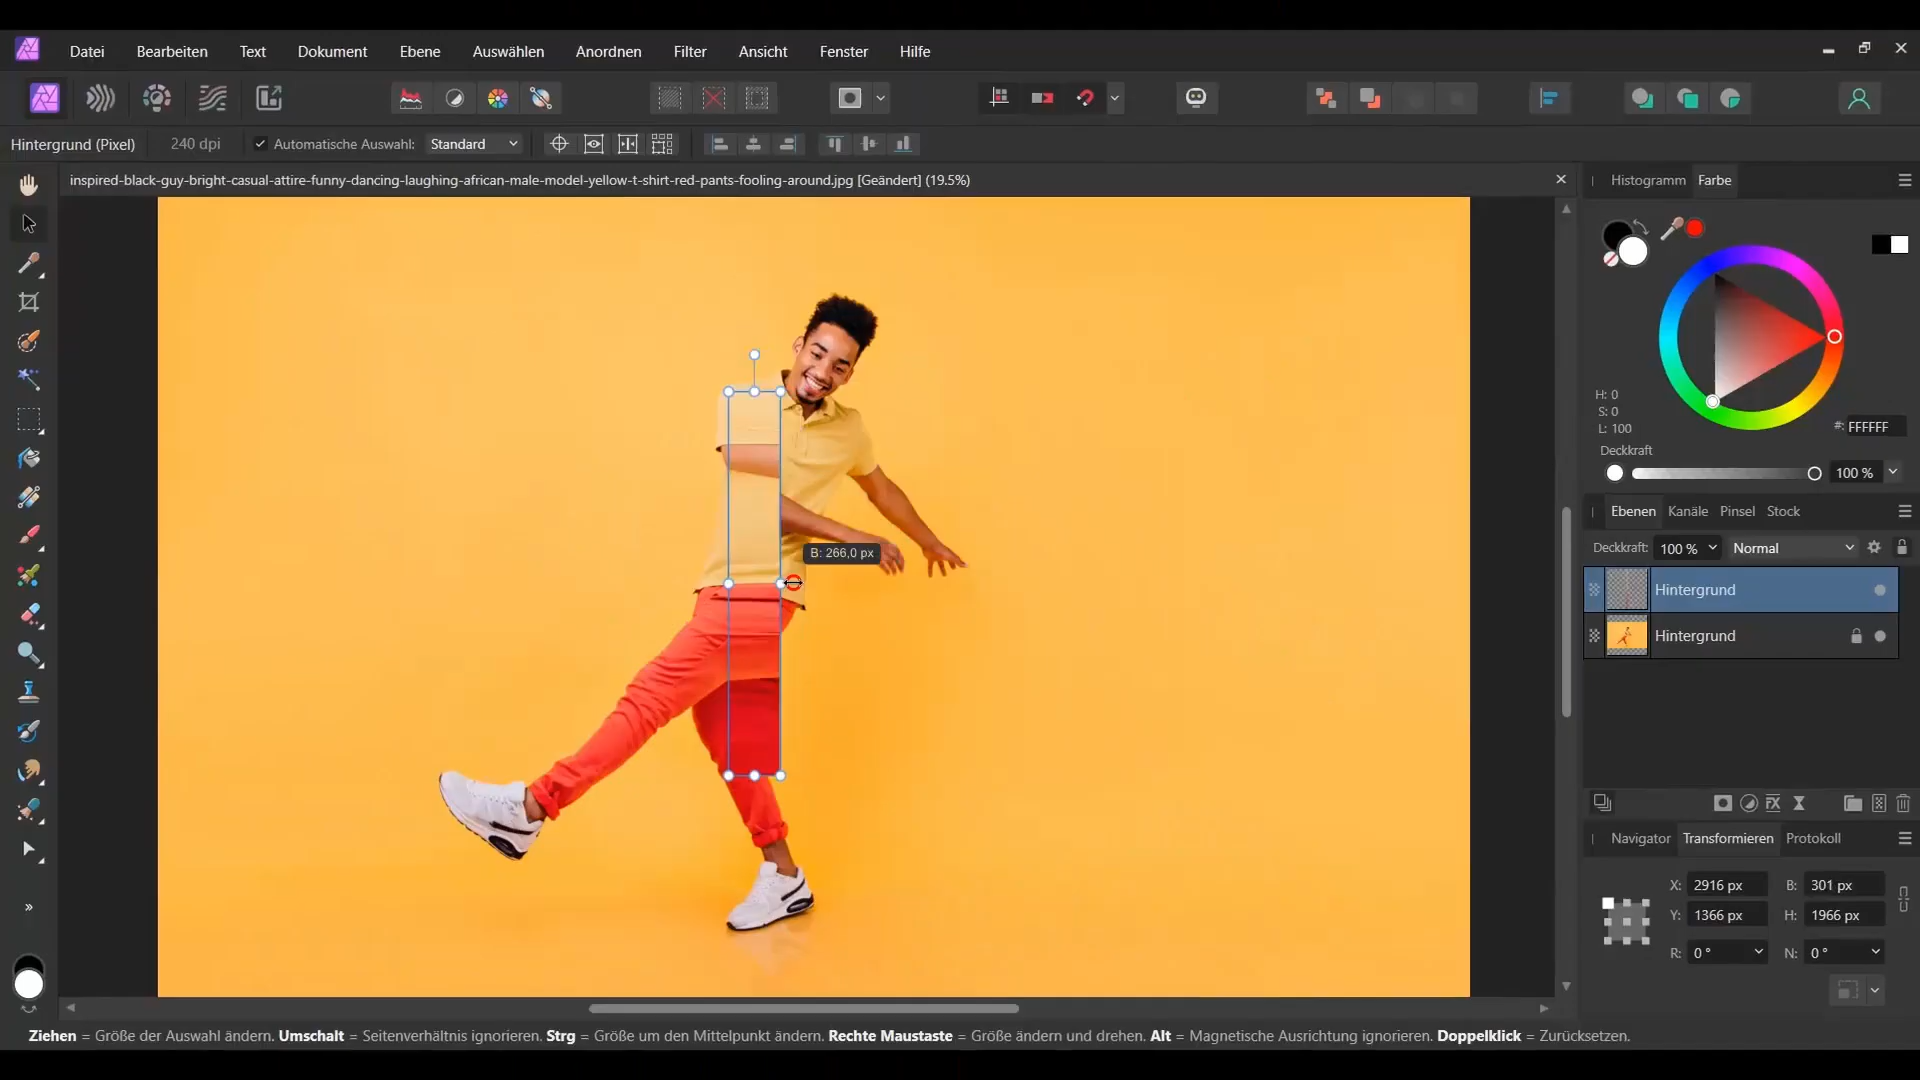 Datei Bearbeiten Text Dokument Ebene Auswählen Anordnen Filter Ansicht Fenster Hilfe
Hintergrund (Pixel) 240 dpi Automatische Auswahl: Standard
inspired-black-guy-bright-casual-attire-funny-dancing-laughing-african-male-model-yellow-t-shirt-red-pants-fooling-around.jpg [Geändert] (19.5%)
Histogramm Farbe
H: 0
S: 0
L: 100
#: FFFFFF
Deckkraft
100 %
B: 266,0 px
Ebenen Kanäle Pinsel Stock
Deckkraft: 100 % Normal
Hintergrund
Hintergrund
FX
Navigator Transformieren Protokoll
X: 2916 px B: 301 px
Y: 1366 px H: 1966 px
R: 0 ° N: 0 °
Ziehen = Größe der Auswahl ändern. Umschalt = Seitenverhältnis ignorieren. Strg = Größe um den Mittelpunkt ändern. Rechte Maustaste = Größe ändern und drehen. Alt = Magnetische Ausrichtung ignorieren. Doppelklick = Zurücksetzen.